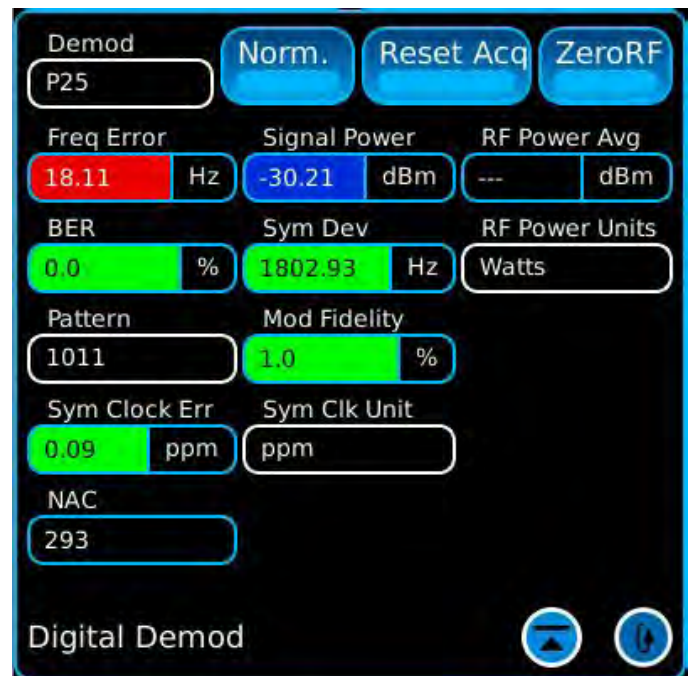 Demod
Norm. Reset Acq ZeroRF
P25
Freq Error Signal Power RF Power Avg
18.11 Hz -30.21 dBm --- dBm
BER Sym Dev RF Power Units
0.0 % 1802.93 Hz Watts
Pattern Mod Fidelity
1011 1.0 %
Sym Clock Err Sym Clk Unit
0.09 ppm ppm
NAC
293
Digital Demod